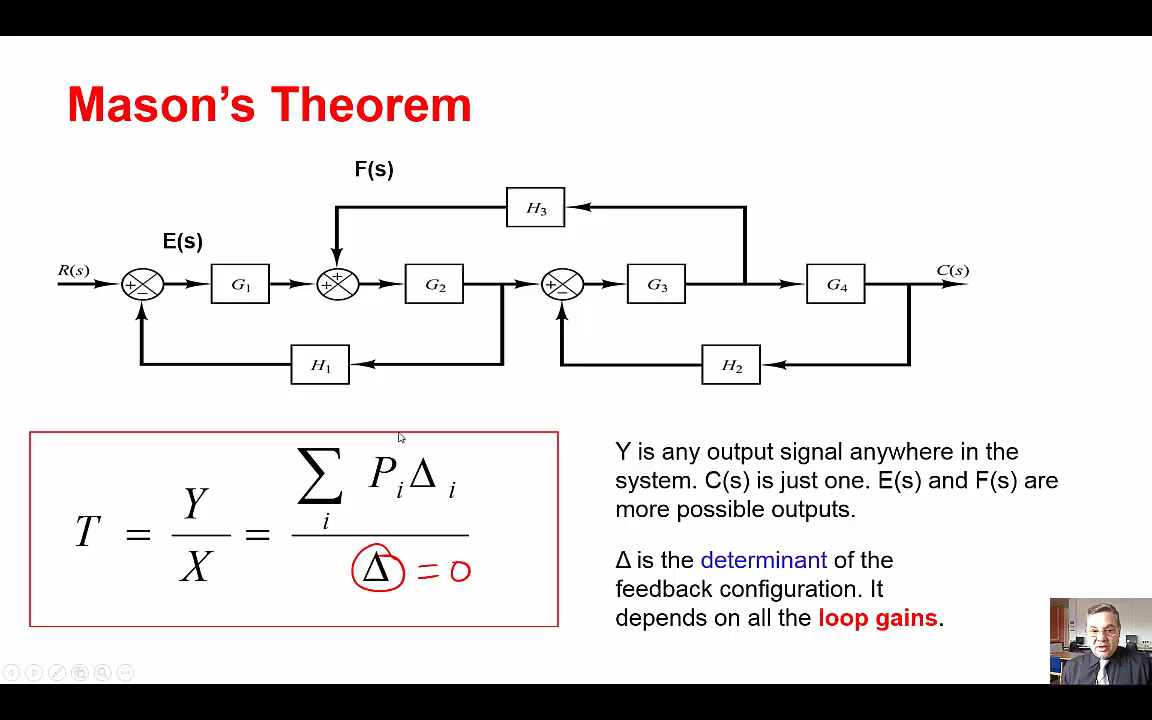 Mason's Theorem
F(s)
H3
E(s)
R(s)
+
−
G1
+
+
G2
+
−
G3
G4
C(s)
H1
H2
T = Y / X = ∑i Pi Δi / Δ = 0
Y is any output signal anywhere in the
system. C(s) is just one. E(s) and F(s) are
more possible outputs.
Δ is the determinant of the
feedback configuration. It
depends on all the loop gains.